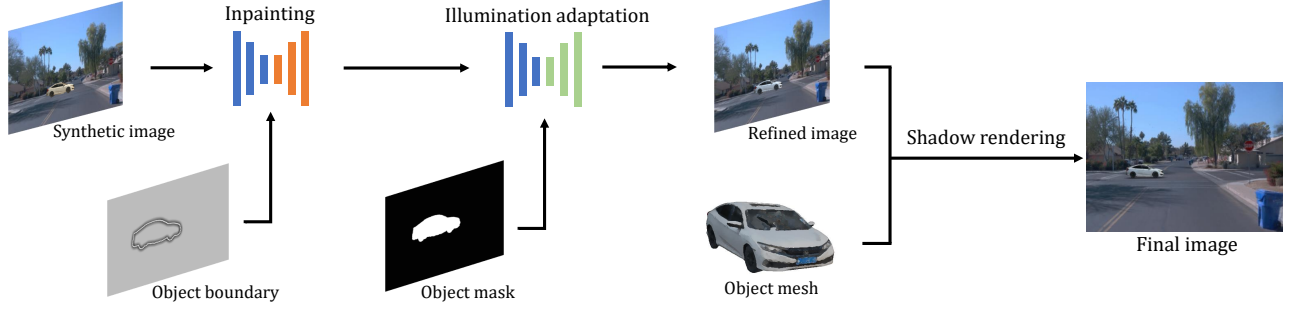 Inpainting
Illumination adaptation
Synthetic image
Refined image
Shadow rendering
Object boundary
Object mask
Object mesh
Final image